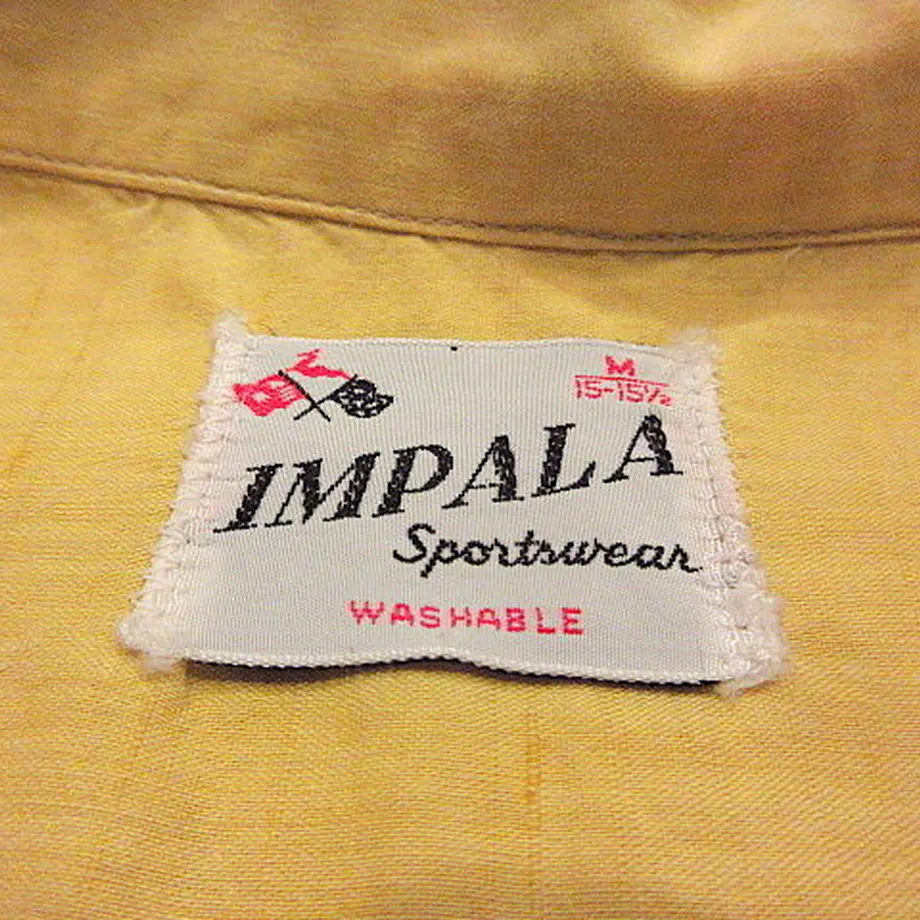 M
15-15½
IMPALA
Sportswear
WASHABLE